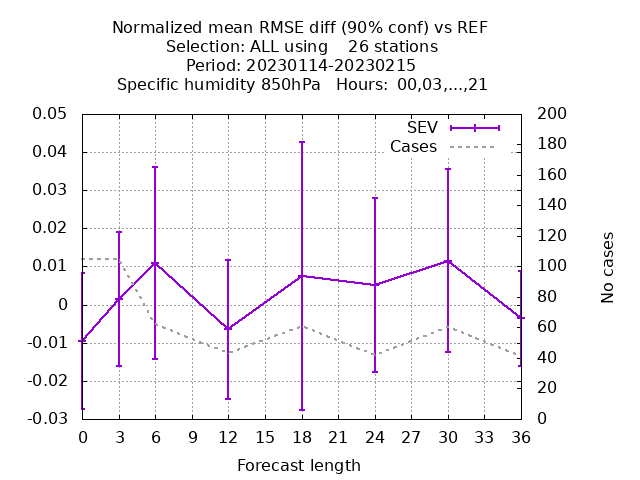 Normalized mean RMSE diff (90% conf) vs REF
Selection: ALL using    26 stations
Period: 20230114-20230215
Specific humidity 850hPa   Hours:  00,03,...,21
0.05
0.04
0.03
0.02
0.01
0
-0.01
-0.02
-0.03
SEV
Cases
200
180
160
140
120
100
80
60
40
20
0
No cases
0 3 6 9 12 15 18 21 24 27 30 33 36
Forecast length